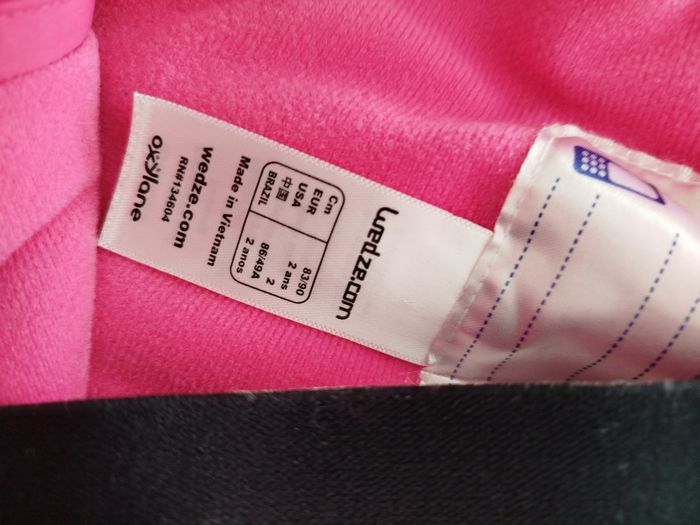 wedze.com
Cm 83/90
EUR 2 ans
USA 2
中国 86/49A
BRAZIL 2 anos
Made in Vietnam
wedze.com
RN#134604
oxylane